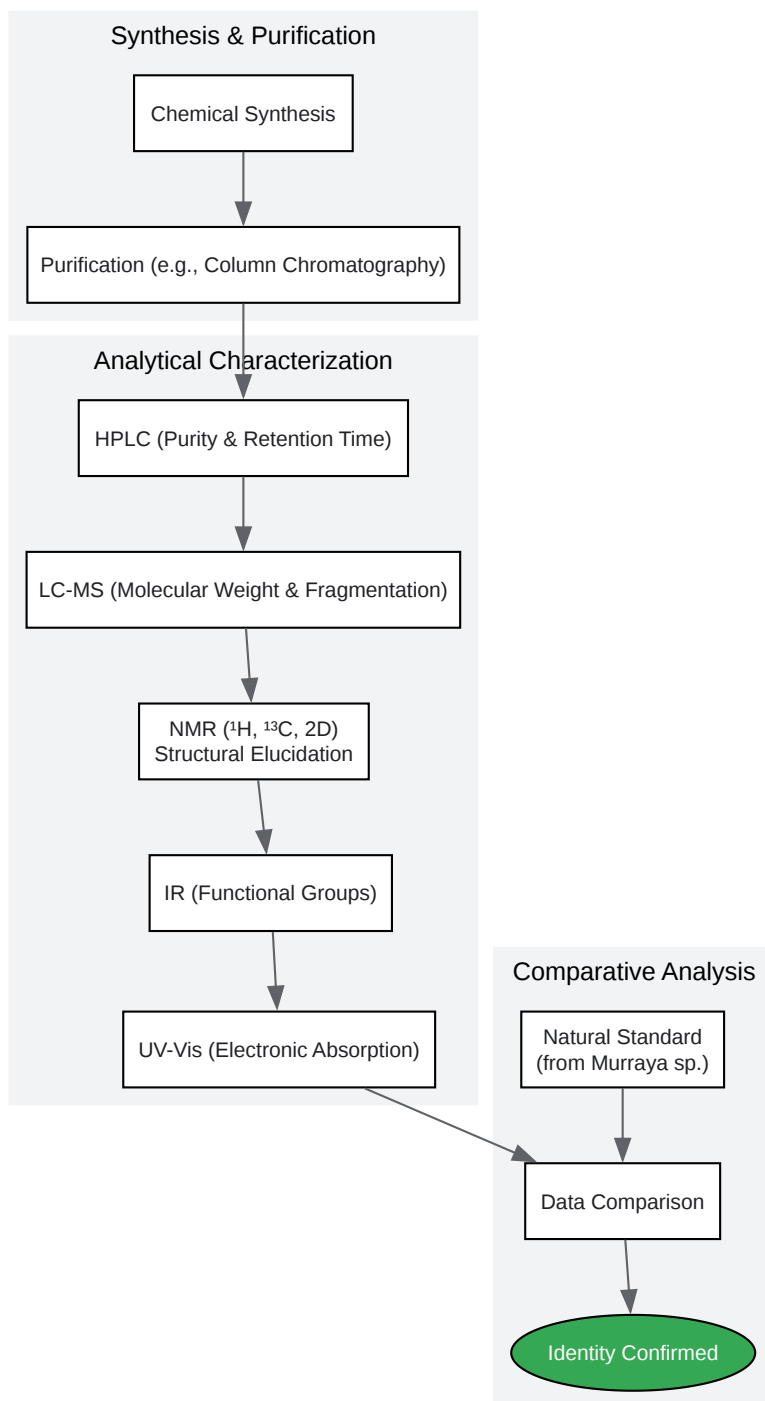 Synthesis & Purification
Chemical Synthesis
Purification (e.g., Column Chromatography)
Analytical Characterization
HPLC (Purity & Retention Time)
LC-MS (Molecular Weight & Fragmentation)
NMR (¹H, ¹³C, 2D)
Structural Elucidation
IR (Functional Groups)
UV-Vis (Electronic Absorption)
Comparative Analysis
Natural Standard
(from Murraya sp.)
Data Comparison
Identity Confirmed